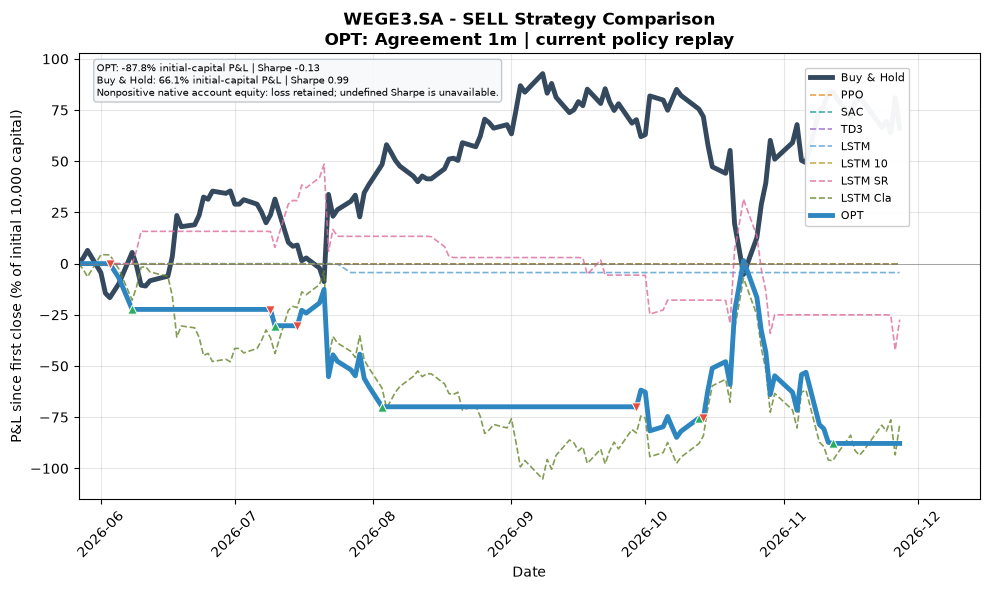 WEGE3.SA - SELL Strategy Comparison
OPT: Agreement 1m | current policy replay
OPT: -87.8% initial-capital P&L | Sharpe -0.13
Buy & Hold: 66.1% initial-capital P&L | Sharpe 0.99
Nonpositive native account equity: loss retained; undefined Sharpe is unavailable.
Buy & Hold
PPO
SAC
TD3
LSTM
LSTM 10
LSTM SR
LSTM Cla
OPT
P&L since first close (% of initial 10,000 capital)
100
75
50
25
0
−25
−50
−75
−100
2026-06
2026-07
2026-08
2026-09
2026-10
2026-11
2026-12
Date